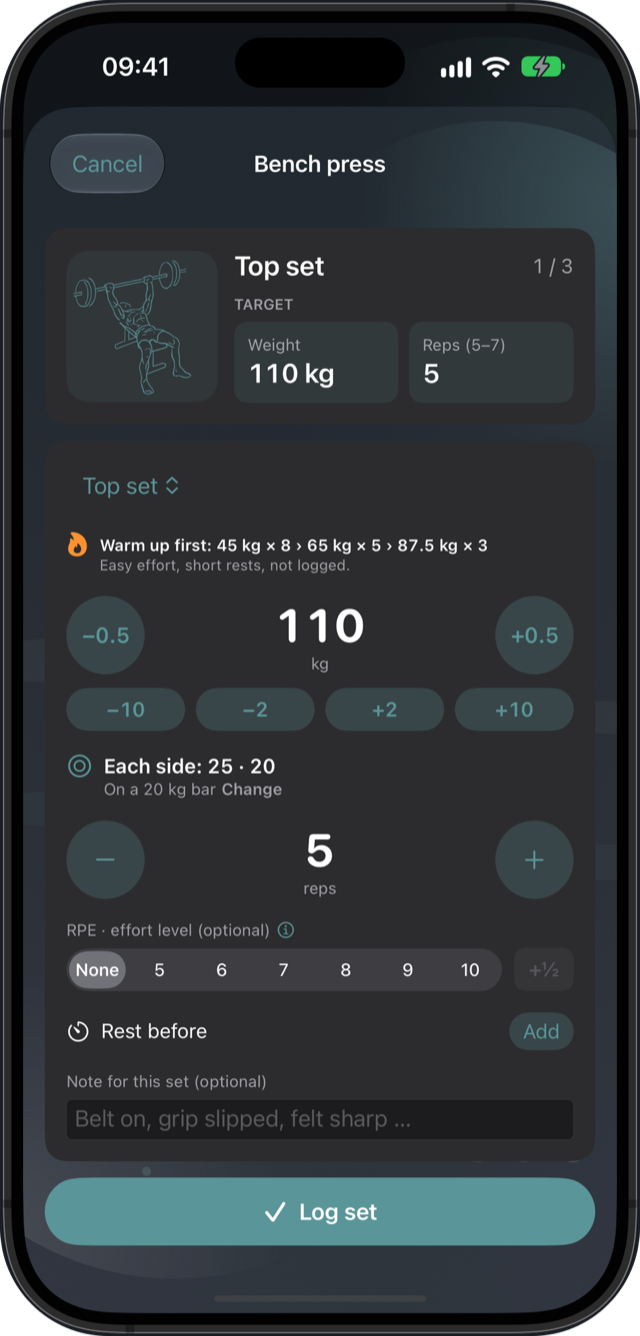 09:41
Cancel
Bench press
Top set
1 / 3
TARGET
Weight
110 kg
Reps (5–7)
5
Top set
Warm up first: 45 kg × 8 › 65 kg × 5 › 87.5 kg × 3
Easy effort, short rests, not logged.
−0.5
110
+0.5
kg
−10
−2
+2
+10
Each side: 25 · 20
On a 20 kg bar Change
−
5
+
reps
RPE · effort level (optional)
None 5 6 7 8 9 10 +½
Rest before
Add
Note for this set (optional)
Belt on, grip slipped, felt sharp ...
Log set